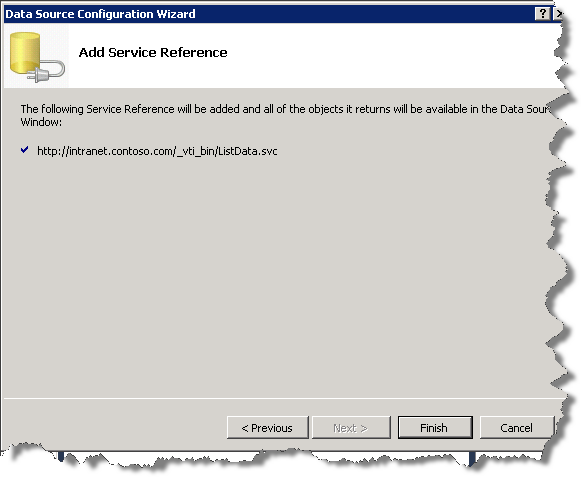 Data Source Configuration Wizard
?
Add Service Reference
The following Service Reference will be added and all of the objects it returns will be available in the Data
Window:
http://intranet.contoso.com/_vti_bin/ListData.svc
< Previous
Next >
Finish
Cancel